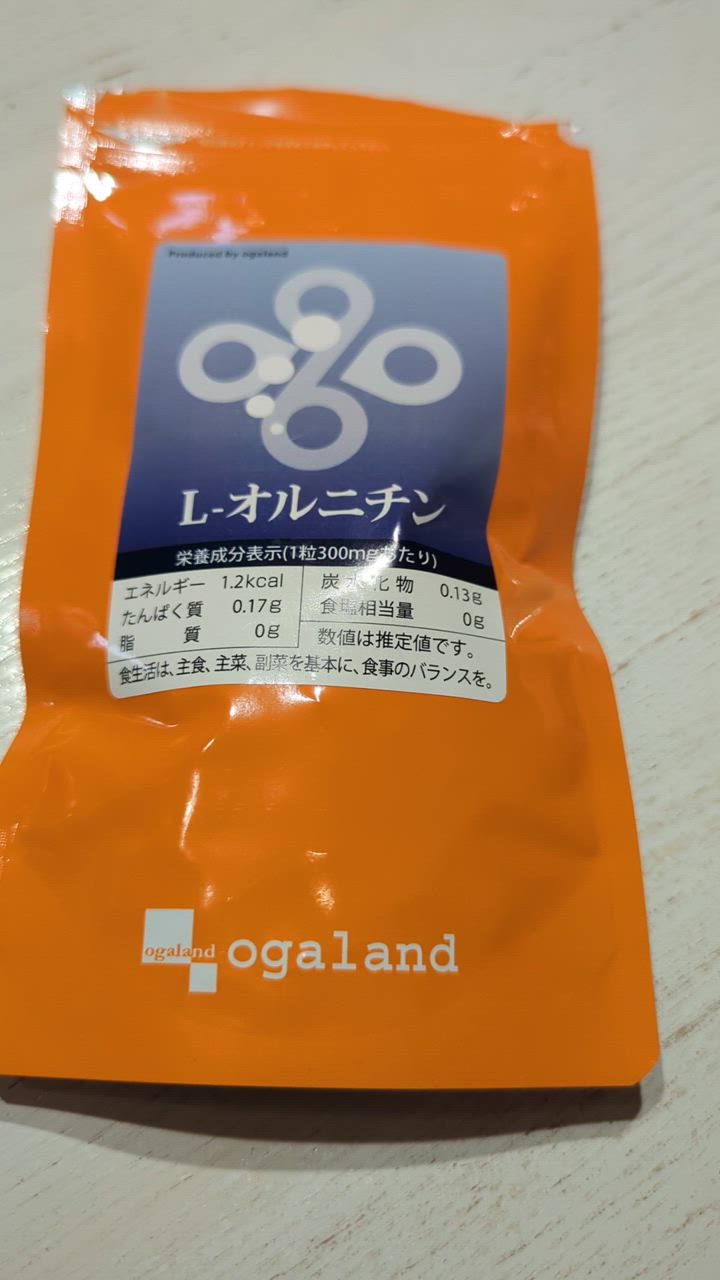 Produced by ogaland
L-オルニチン
栄養成分表示(1粒300mgあたり)
エネルギー 1.2kcal
たんぱく質 0.17g
脂質 0g
炭水化物 0.13g
食塩相当量 0g
数値は推定値です。
食生活は、主食、主菜、副菜を基本に、食事のバランスを。
ogaland ogaland